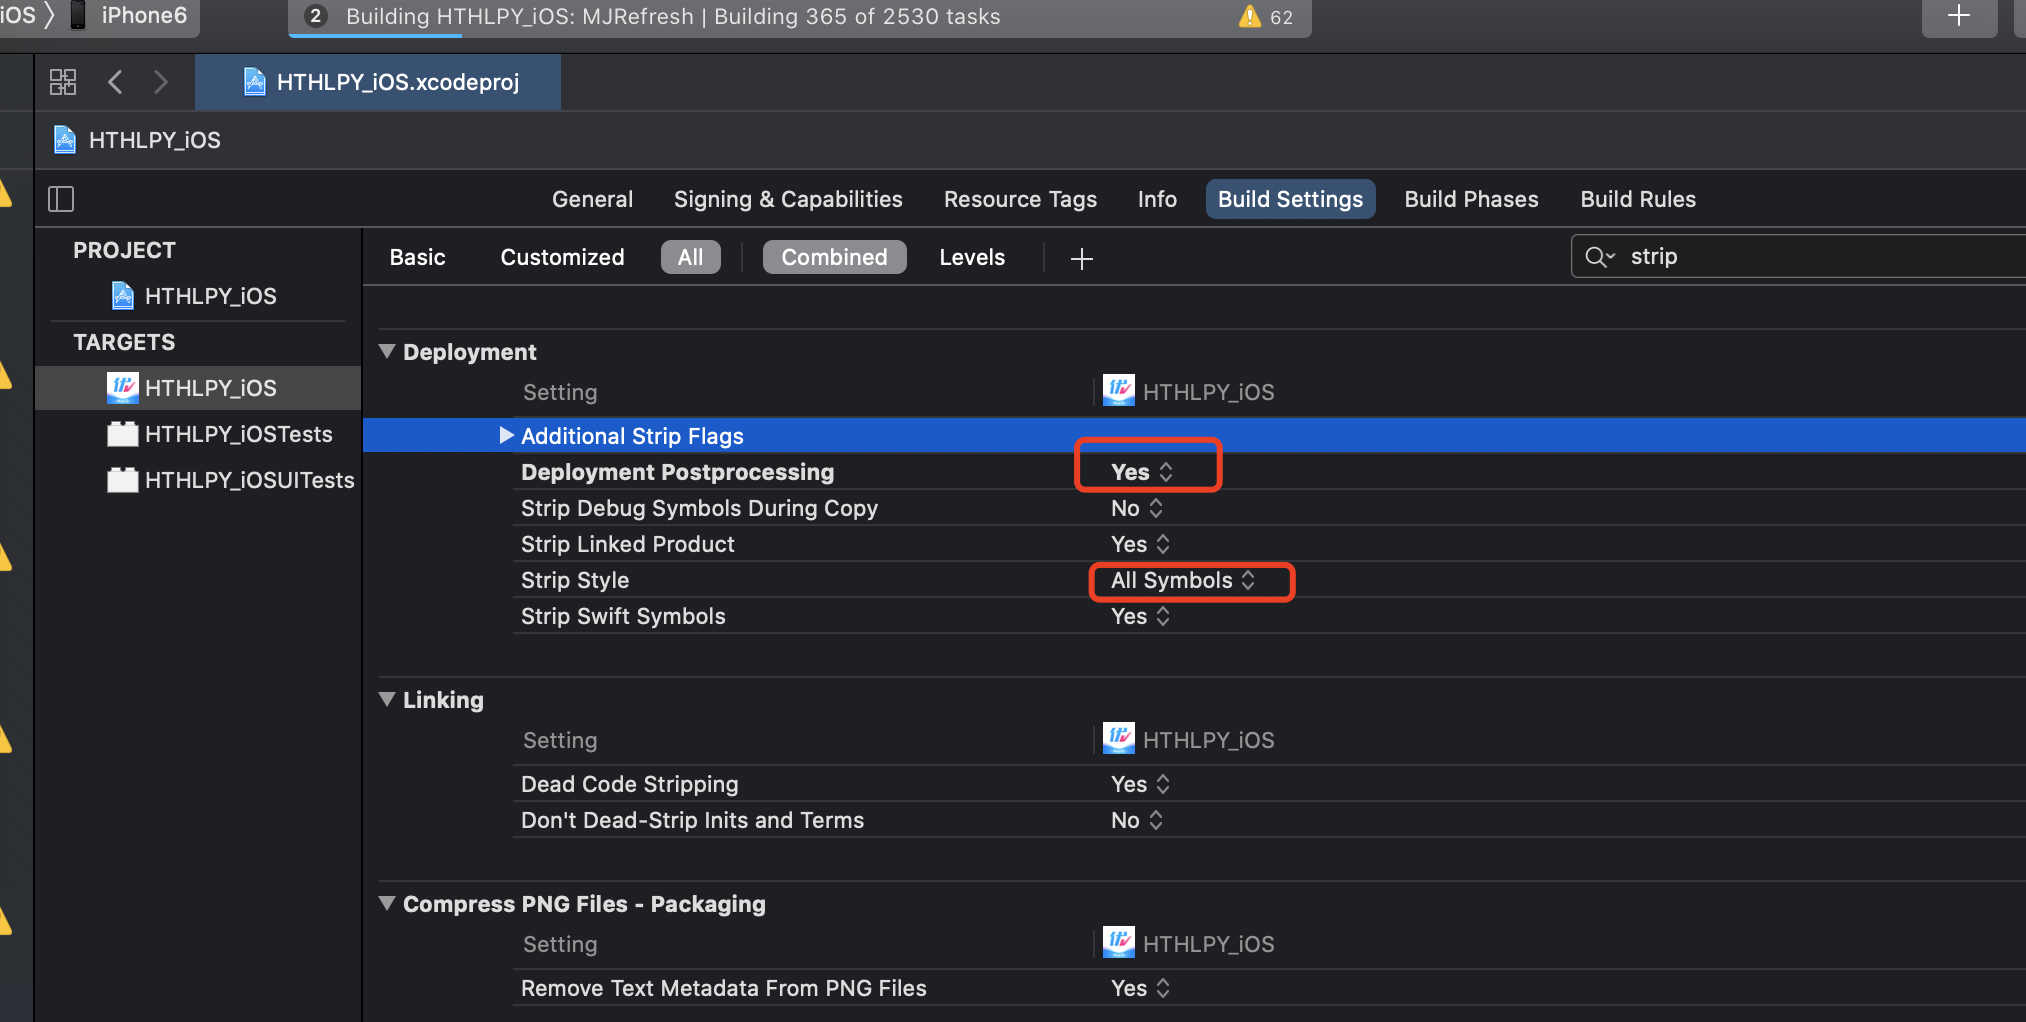 iOS 〉 iPhone6
2 Building HTHLPY_iOS: MJRefresh | Building 365 of 2530 tasks 62
HTHLPY_iOS.xcodeproj
HTHLPY_iOS
General Signing & Capabilities Resource Tags Info Build Settings Build Phases Build Rules
PROJECT
HTHLPY_iOS
TARGETS
HTHLPY_iOS
HTHLPY_iOSTests
HTHLPY_iOSUITests
Basic Customized All Combined Levels + strip
Deployment
Setting HTHLPY_iOS
Additional Strip Flags
Deployment Postprocessing Yes
Strip Debug Symbols During Copy No
Strip Linked Product Yes
Strip Style All Symbols
Strip Swift Symbols Yes
Linking
Setting HTHLPY_iOS
Dead Code Stripping Yes
Don't Dead-Strip Inits and Terms No
Compress PNG Files - Packaging
Setting HTHLPY_iOS
Remove Text Metadata From PNG Files Yes